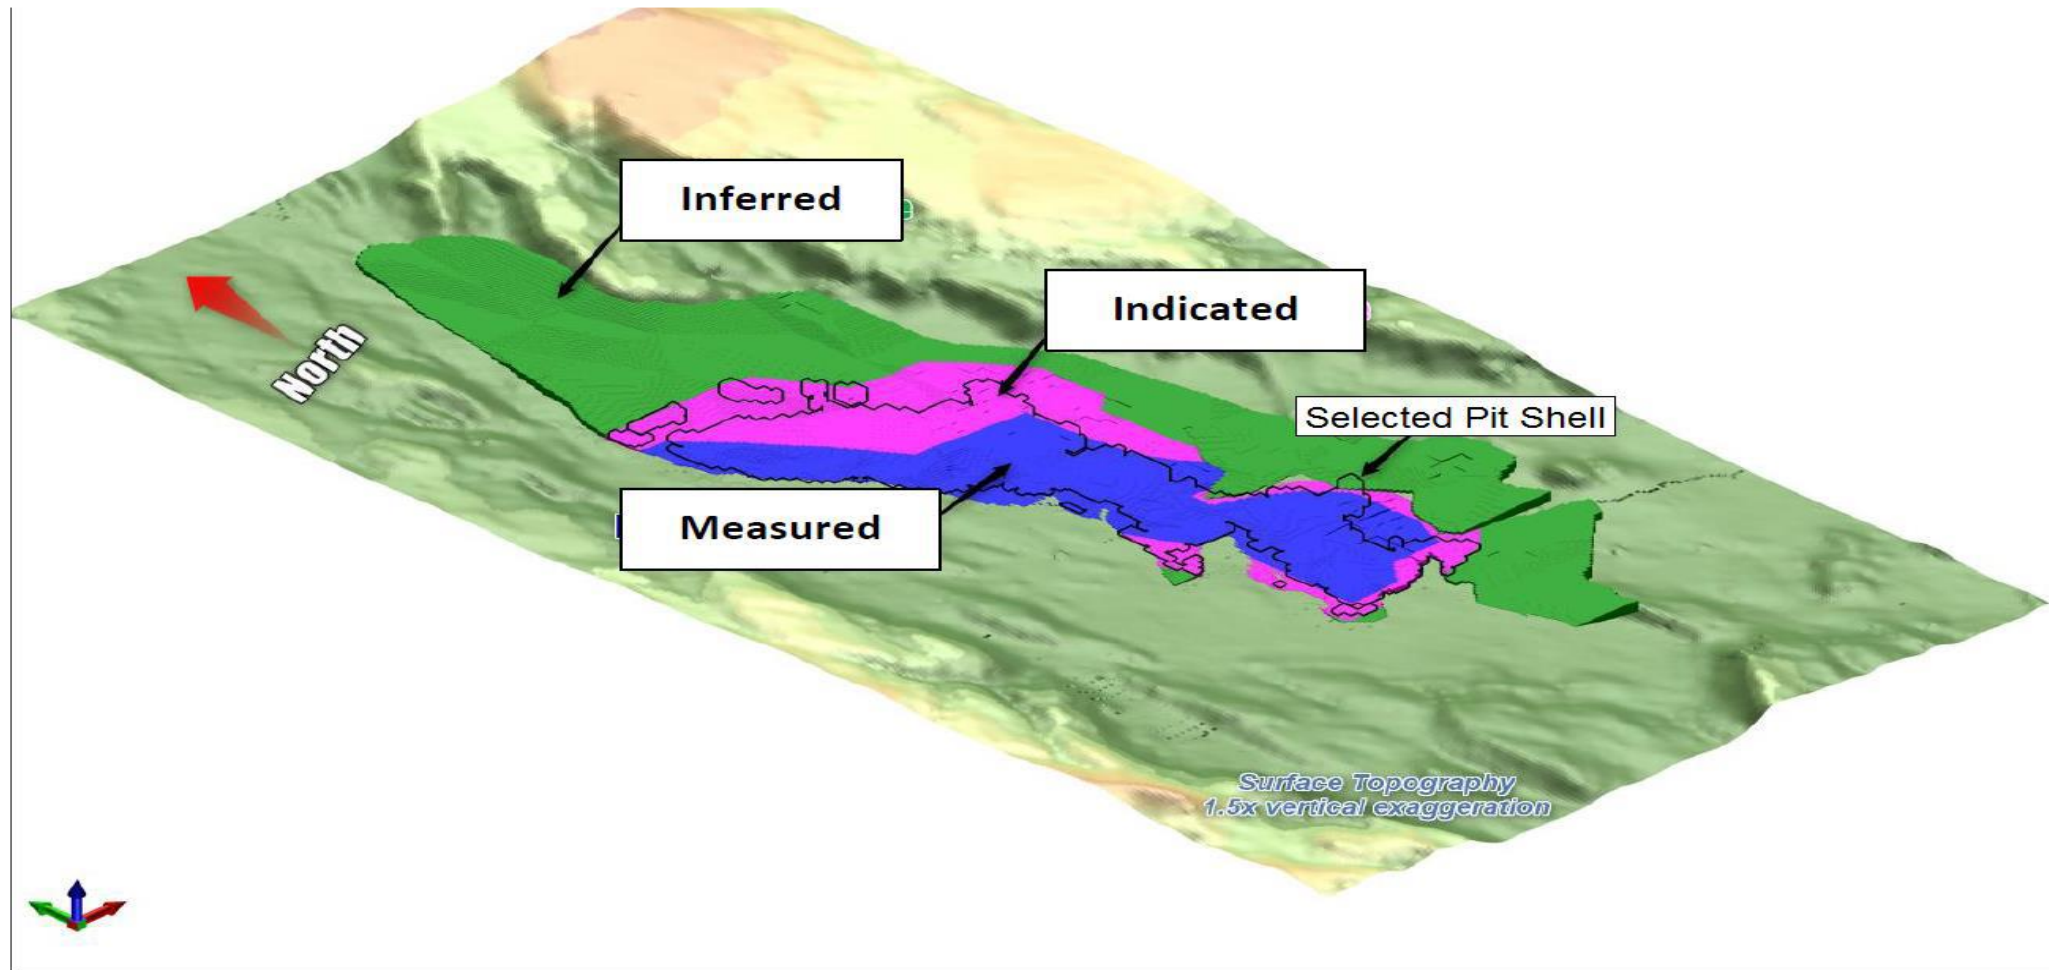 Inferred
Indicated
North
Selected Pit Shell
Measured
Surface Topography
1.5x vertical exaggeration